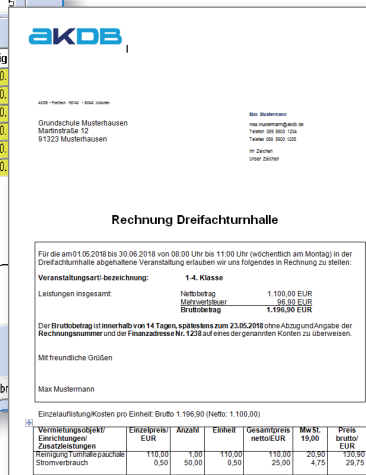 AKDB
AKDB • Postfach 150140 • 80042 München
Grundschule Musterhausen
Martinstraße 12
91323 Musterhausen
Max Mustermann
max.mustermann@akdb.de
Telefon 089 5903 1234
Telefax 089 5903 1235
Ihr Zeichen
Unser Zeichen
Rechnung Dreifachturnhalle
Für die am 01.05.2018 bis 30.06.2018 von 08:00 Uhr bis 11:00 Uhr (wöchentlich am Montag) in der
Dreifachturnhalle abgehaltene Veranstaltung erlauben wir uns folgendes in Rechnung zu stellen:
Veranstaltungsart/-bezeichnung: 1-4. Klasse
Leistungen insgesamt: Nettobetrag 1.100,00 EUR
Mehrwertsteuer 96,90 EUR
Bruttobetrag 1.196,90 EUR
Der Bruttobetrag ist innerhalb von 14 Tagen, spätestens zum 23.05.2018 ohne Abzug und Angabe der
Rechnungsnummer und der Finanzadresse Nr. 1238 auf eines der genannten Konten zu überweisen.
Mit freundliche Grüßen
Max Mustermann
Einzelauflistung/Kosten pro Einheit: Brutto 1.196,90 (Netto: 1.100,00)
Vermietungsobjekt/ Einzelpreis/ Anzahl Einheit Gesamtpreis MwSt. Preis
Einrichtungen/ EUR netto/EUR 19,00 brutto/
Zusatzleistungen EUR
Reinigung Turnhalle pauchale 110,00 1,00 110,00 110,00 20,90 130,90
Stromverbrauch 0,50 50,00 0,50 25,00 4,75 29,75